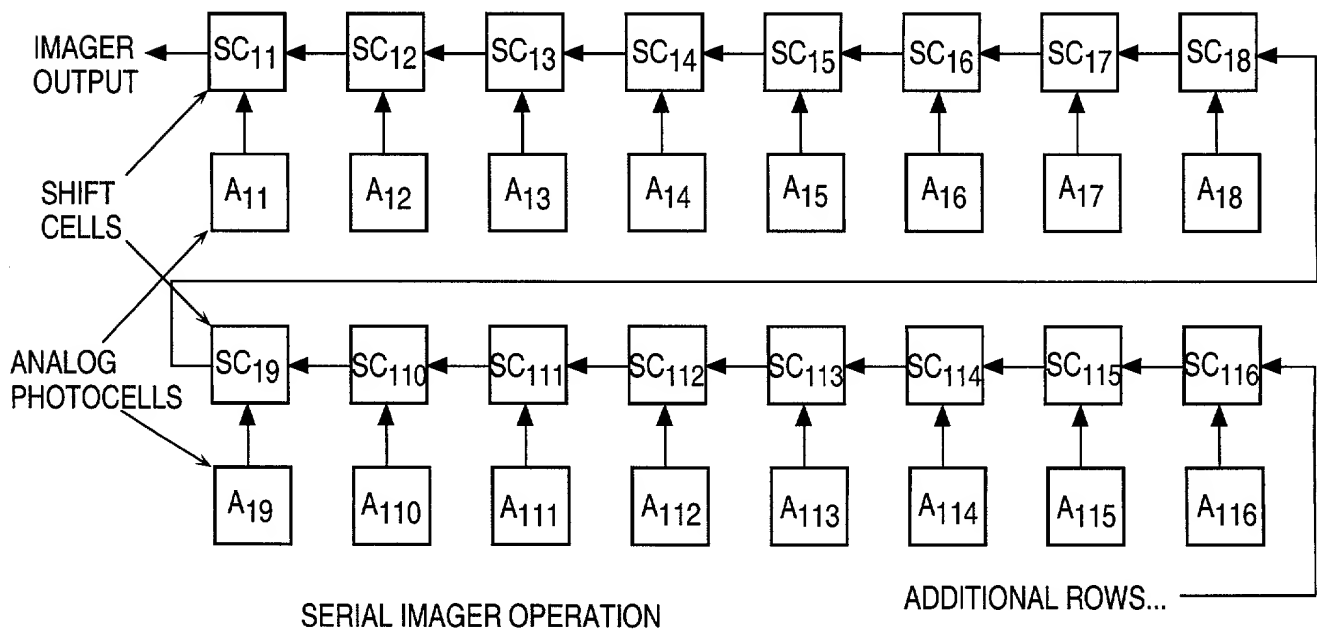 IMAGER OUTPUT
SC11 SC12 SC13 SC14 SC15 SC16 SC17 SC18
A11 A12 A13 A14 A15 A16 A17 A18
SHIFT
CELLS
ANALOG
PHOTOCELLS
SC19 SC110 SC111 SC112 SC113 SC114 SC115 SC116
A19 A110 A111 A112 A113 A114 A115 A116
SERIAL IMAGER OPERATION
ADDITIONAL ROWS...